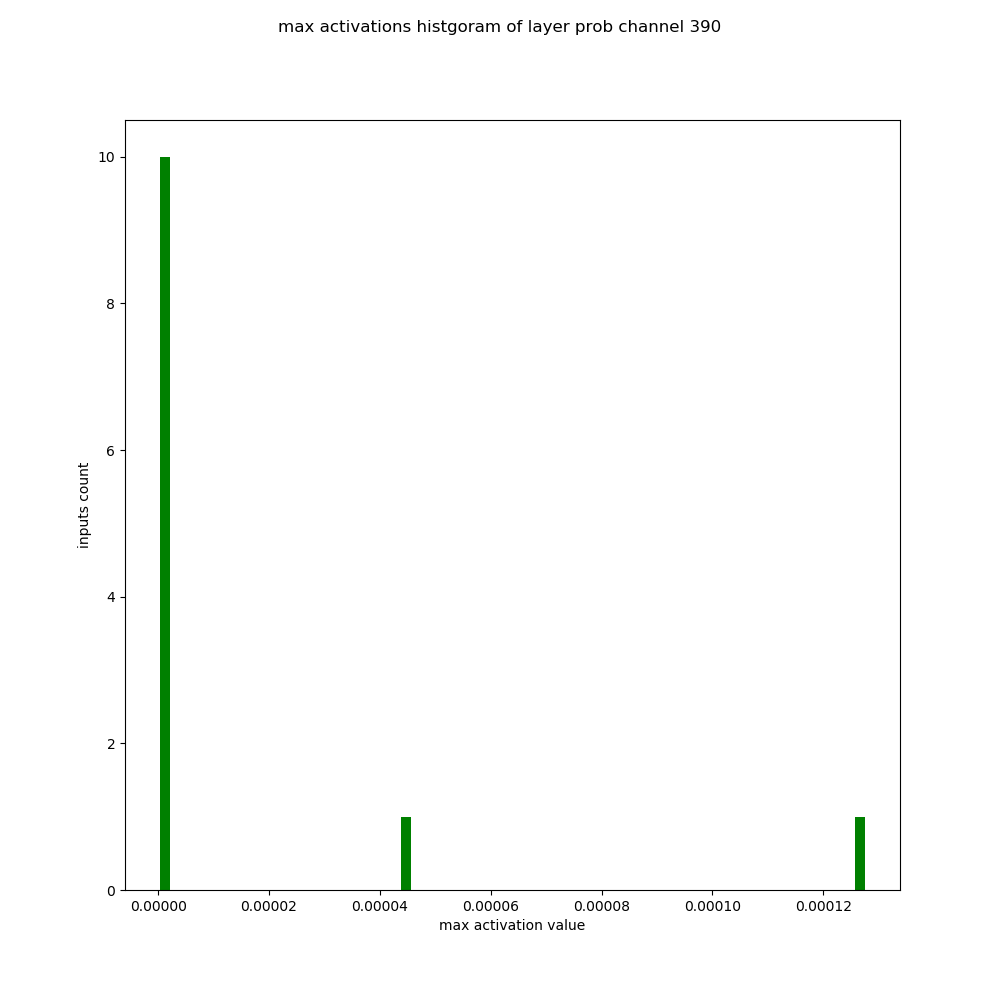 max activations histgoram of layer prob channel 390
10
8
6
4
2
0
inputs count
0.00000 0.00002 0.00004 0.00006 0.00008 0.00010 0.00012
max activation value